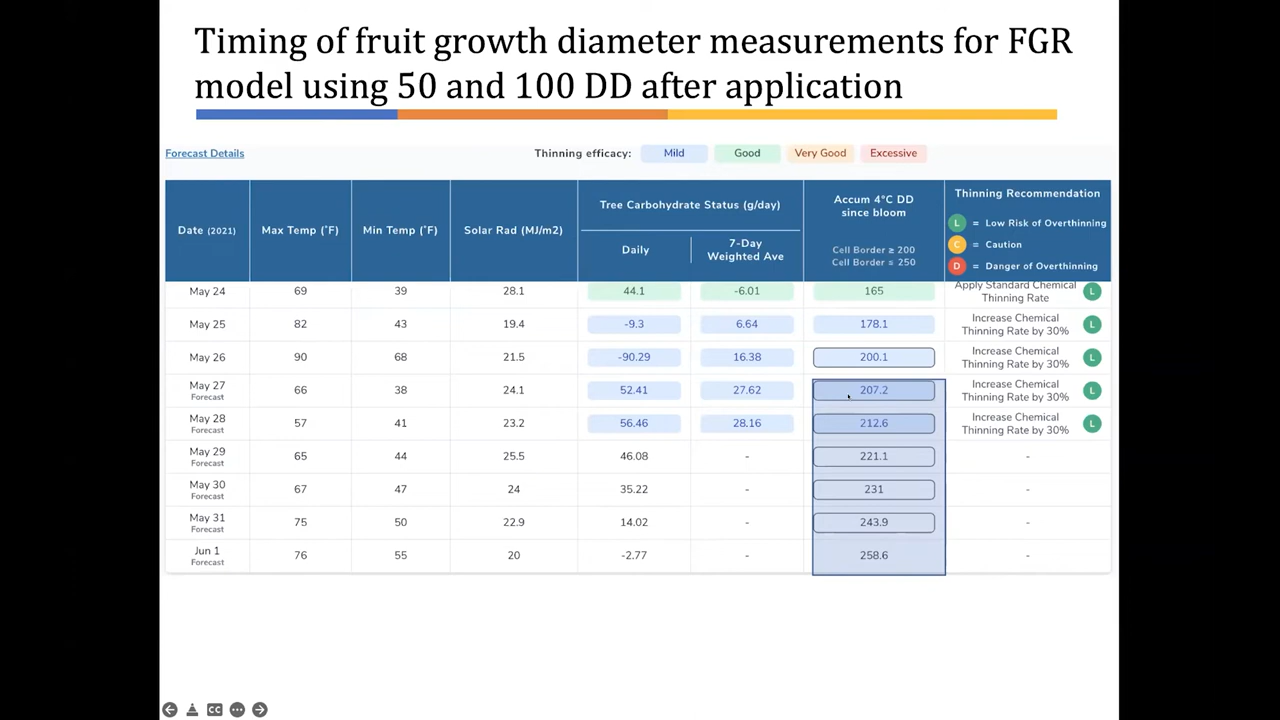 Timing of fruit growth diameter measurements for FGR
model using 50 and 100 DD after application
Forecast Details
Thinning efficacy: Mild Good Very Good Excessive
Date (2021) Max Temp (˚F) Min Temp (˚F) Solar Rad (MJ/m2) Tree Carbohydrate Status (g/day) Daily 7-Day Weighted Ave Accum 4°C DD since bloom Cell Border ≥ 200 Cell Border ≤ 250 Thinning Recommendation
L = Low Risk of Overthinning
C = Caution
D = Danger of Overthinning
May 24 69 39 28.1 44.1 -6.01 165 Apply Standard Chemical Thinning Rate L
May 25 82 43 19.4 -9.3 6.64 178.1 Increase Chemical Thinning Rate by 30% L
May 26 90 68 21.5 -90.29 16.38 200.1 Increase Chemical Thinning Rate by 30% L
May 27 Forecast 66 38 24.1 52.41 27.62 207.2 Increase Chemical Thinning Rate by 30% L
May 28 Forecast 57 41 23.2 56.46 28.16 212.6 Increase Chemical Thinning Rate by 30% L
May 29 Forecast 65 44 25.5 46.08 - 221.1 -
May 30 Forecast 67 47 24 35.22 - 231 -
May 31 Forecast 75 50 22.9 14.02 - 243.9 -
Jun 1 Forecast 76 55 20 -2.77 - 258.6 -
CC